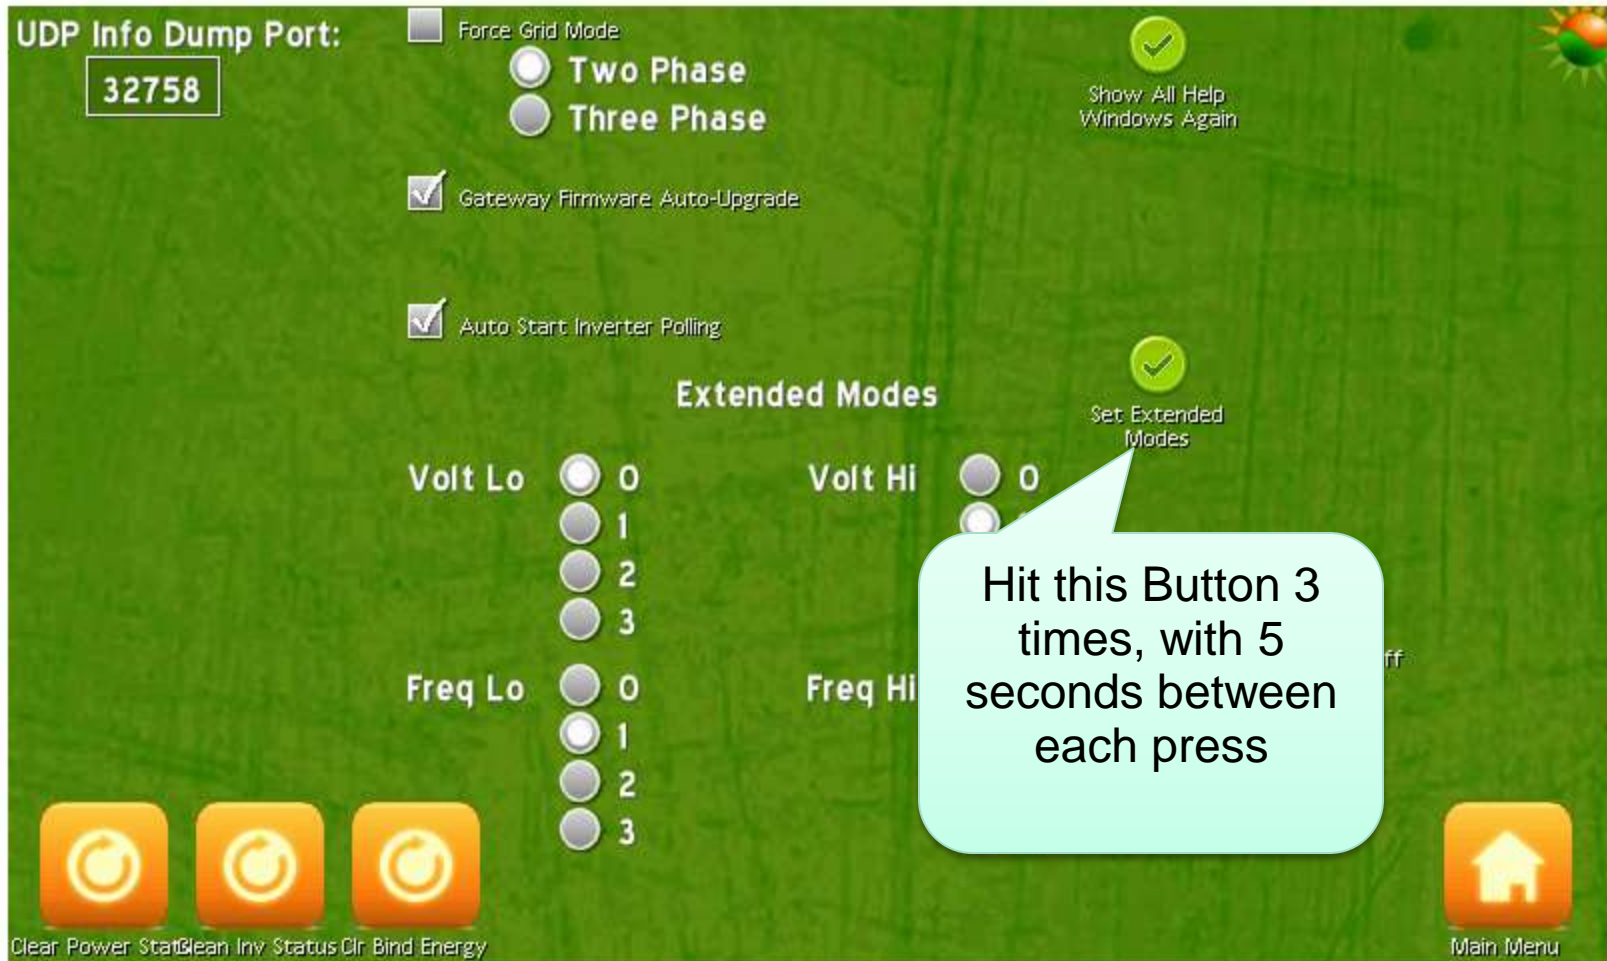 UDP Info Dump Port:
32758
Force Grid Mode
Two Phase
Three Phase
Show All Help
Windows Again
Gateway Firmware Auto-Upgrade
Auto Start Inverter Polling
Extended Modes
Set Extended
Modes
Volt Lo
0
1
2
3
Volt Hi
0
Freq Lo
0
1
2
3
Freq Hi
Hit this Button 3
times, with 5
seconds between
each press
Clear Power
Clean Inv Status
Clr Bind Energy
Main Menu